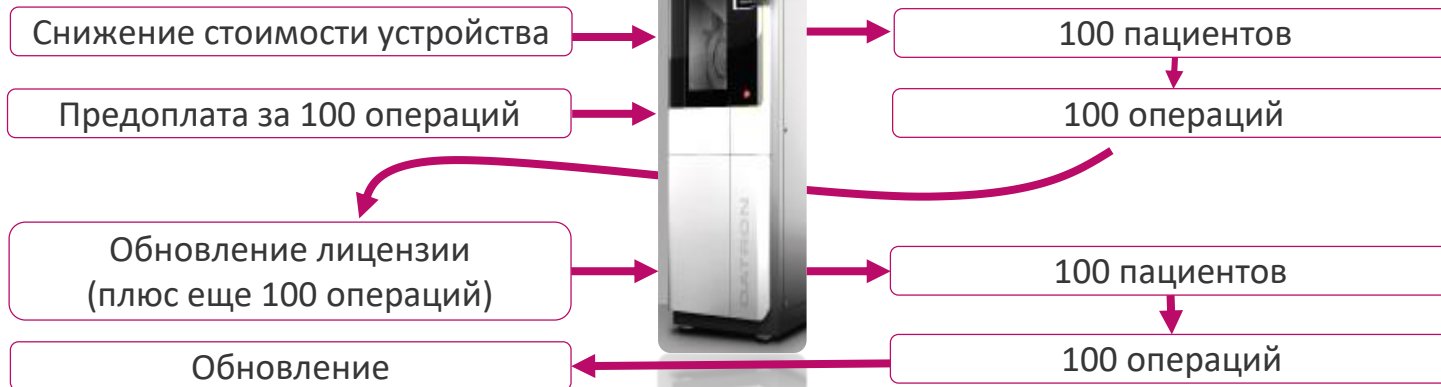 Снижение стоимости устройства
100 пациентов
Предоплата за 100 операций
100 операций
Обновление лицензии
(плюс еще 100 операций)
DATRON
100 пациентов
Обновление
100 операций